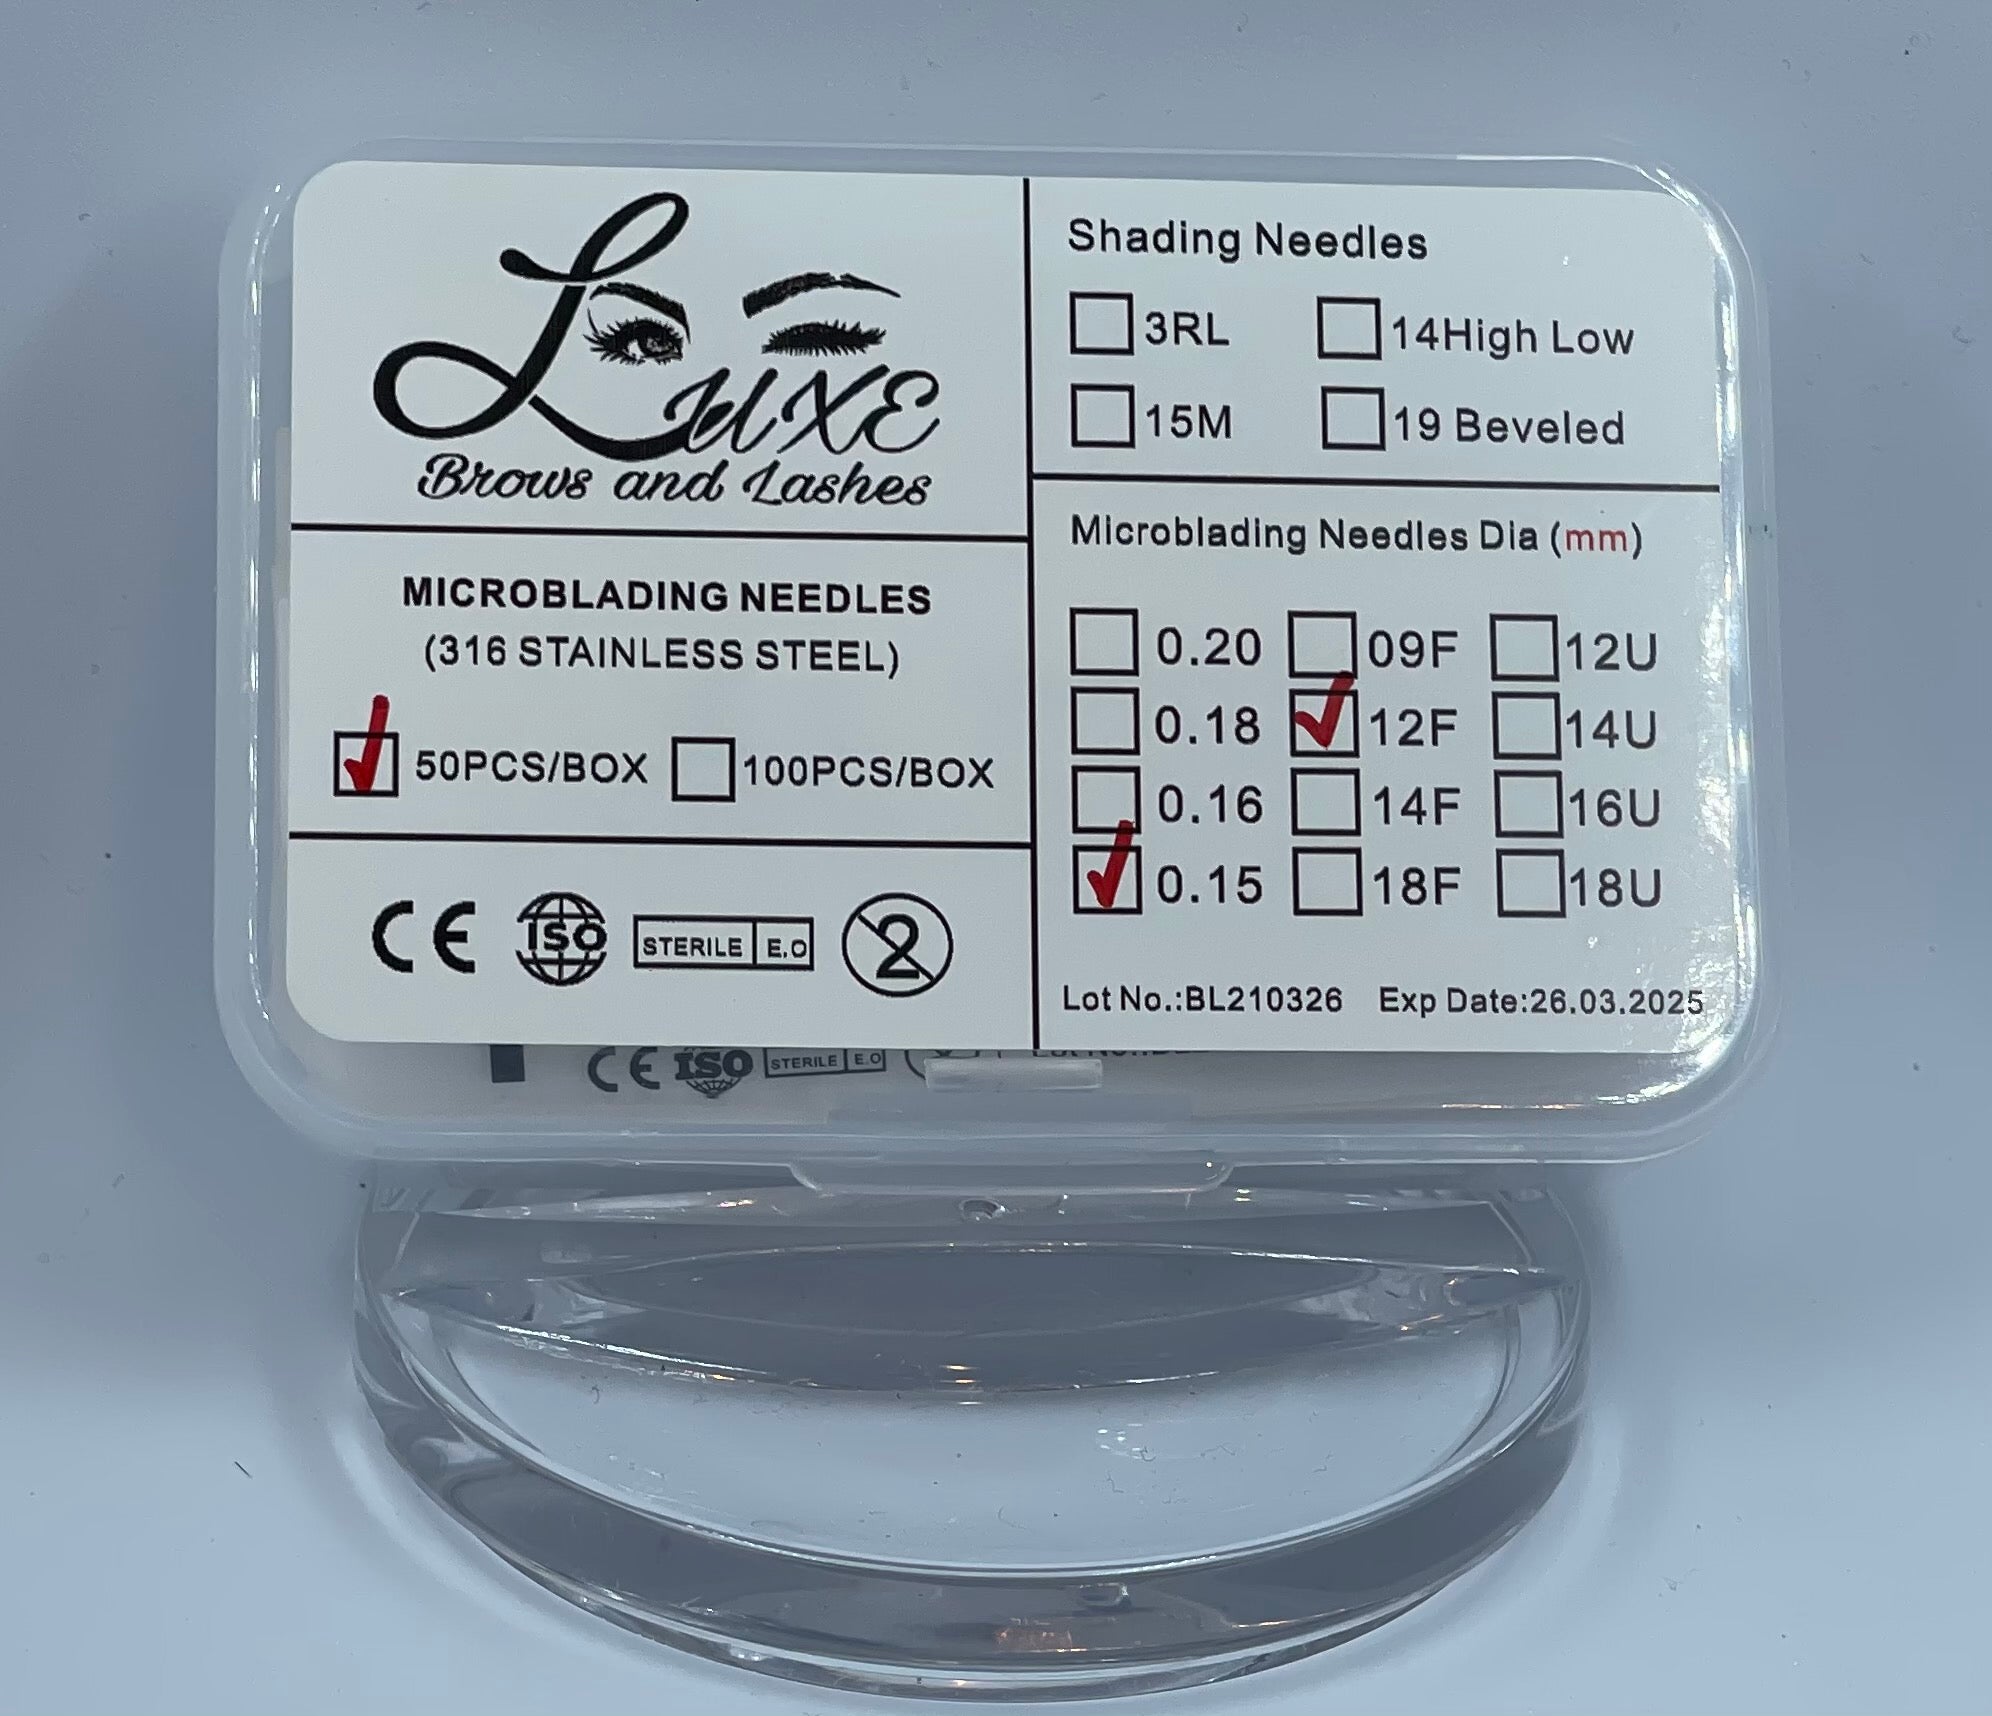 LUXE
Brows and Lashes
MICROBLADING NEEDLES
(316 STAINLESS STEEL)
50PCS/BOX 100PCS/BOX
CE ISO STERILE E.O 2
Shading Needles
3RL 14High Low
15M 19 Beveled
Microblading Needles Dia (mm)
0.20 09F 12U
0.18 12F 14U
0.16 14F 16U
0.15 18F 18U
Lot No.:BL210326 Exp Date:26.03.2025
CE ISO STERILE E.O